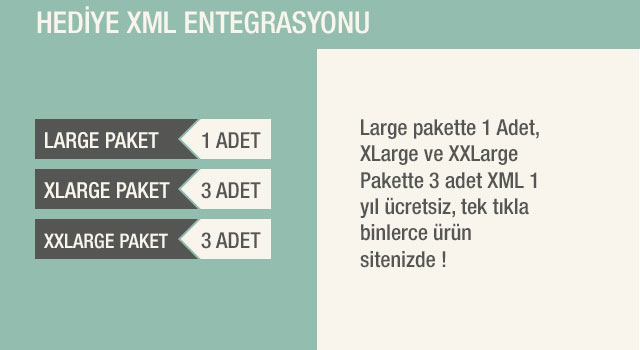 HEDİYE XML ENTEGRASYONU
LARGE PAKET 1 ADET
XLARGE PAKET 3 ADET
XXLARGE PAKET 3 ADET
Large pakette 1 Adet,
XLarge ve XXLarge
Pakette 3 adet XML 1
yıl ücretsiz, tek tıkla
binlerce ürün
sitenizde !